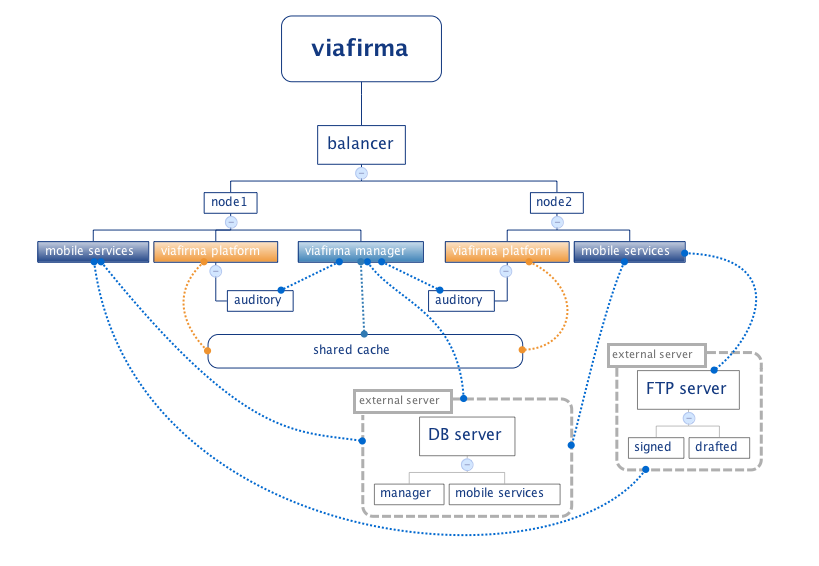 viafirma
balancer
node1
node2
mobile services
viafirma platform
viafirma manager
viafirma platform
mobile services
auditory
auditory
shared cache
external server
FTP server
signed
drafted
external server
DB server
manager
mobile services